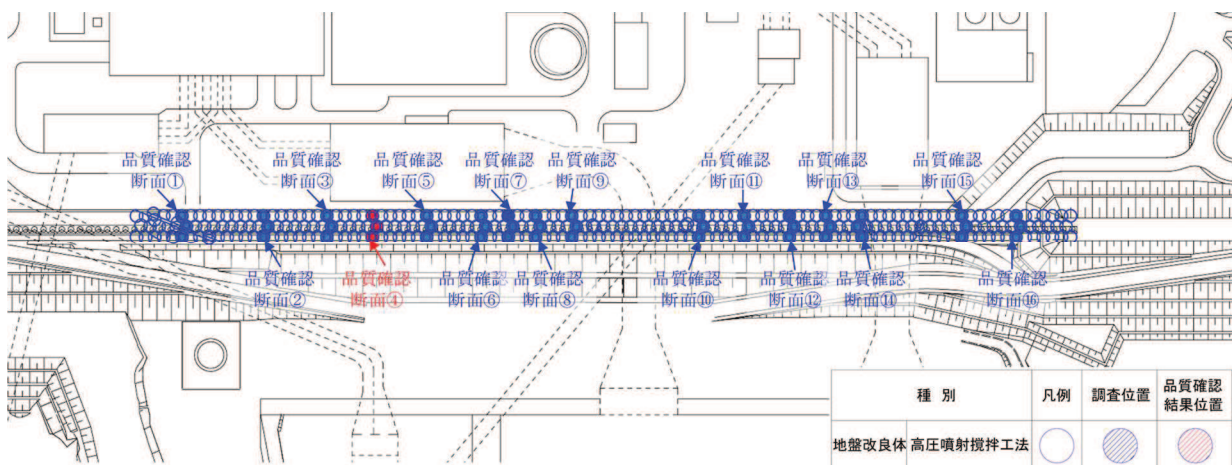 品質確認
断面①
品質確認
断面③
品質確認
断面⑤
品質確認
断面⑦
品質確認
断面⑨
品質確認
断面⑪
品質確認
断面⑬
品質確認
断面⑮
品質確認
断面②
品質確認
断面④
品質確認
断面⑥
品質確認
断面⑧
品質確認
断面⑩
品質確認
断面⑫
品質確認
断面⑭
品質確認
断面⑯
種 別
凡例
調査位置
品質確認
結果位置
地盤改良体
高圧噴射攪拌工法